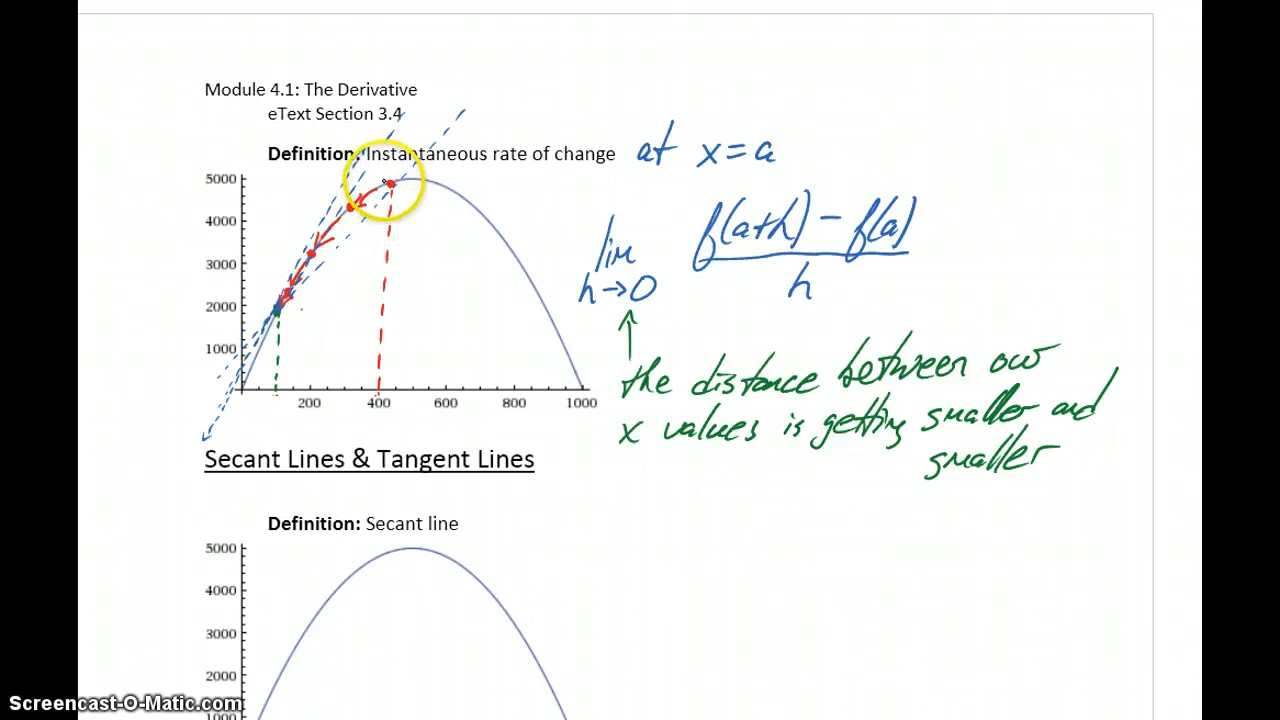 Module 4.1: The Derivative
eText Section 3.4
Definition: Instantaneous rate of change at x = a
5000
4000
3000
2000
1000
200 400 600 800 1000
lim h→0 f(a+h) - f(a) / h
↑
the distance between our
x values is getting smaller and
smaller
Secant Lines & Tangent Lines
Definition: Secant line
5000
4000
3000
2000
1000
Screencast-O-Matic.com